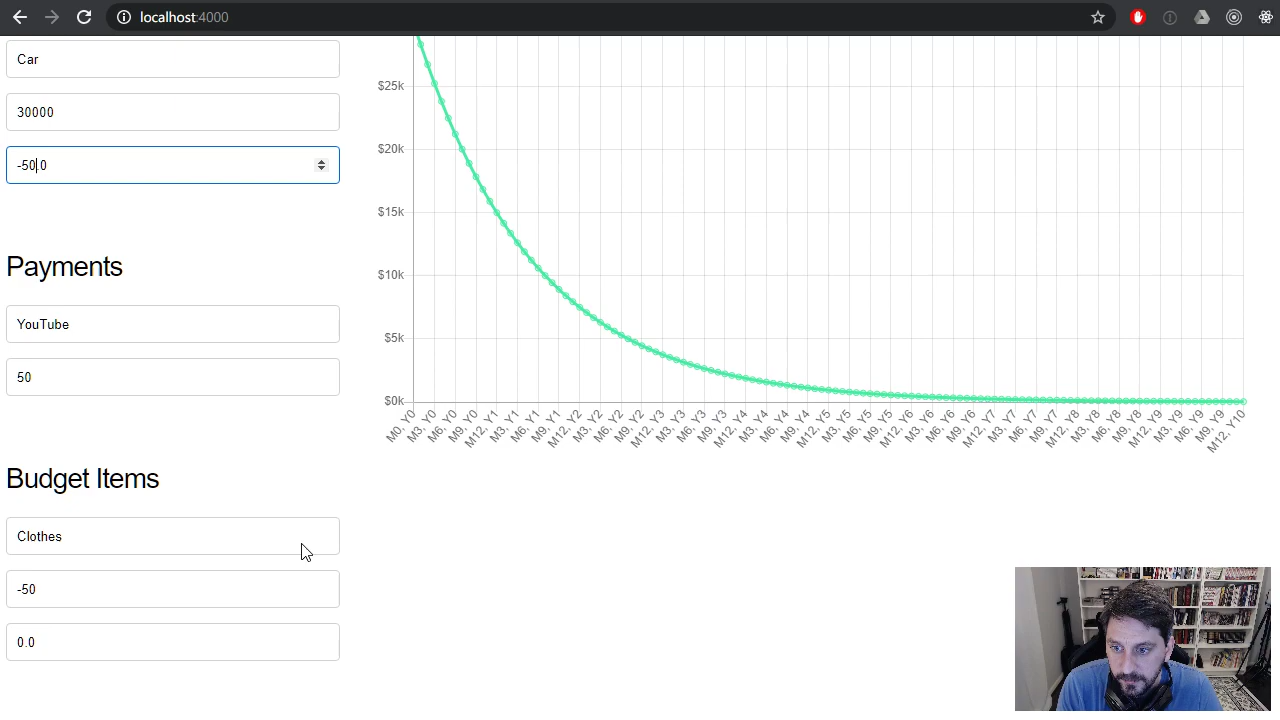 localhost:4000
Car
30000
-50.0
Payments
YouTube
50
Budget Items
Clothes
-50
0.0
$25k
$20k
$15k
$10k
$5k
$0k
M0, Y0
M3, Y0
M6, Y0
M9, Y0
M12, Y1
M3, Y1
M6, Y1
M9, Y1
M12, Y2
M3, Y2
M6, Y2
M9, Y2
M12, Y3
M3, Y3
M6, Y3
M9, Y3
M12, Y4
M3, Y4
M6, Y4
M9, Y4
M12, Y5
M3, Y5
M6, Y5
M9, Y5
M12, Y6
M3, Y6
M6, Y6
M9, Y6
M12, Y7
M3, Y7
M6, Y7
M9, Y7
M12, Y8
M3, Y8
M6, Y8
M9, Y8
M12, Y9
M3, Y9
M6, Y9
M9, Y9
M12, Y10